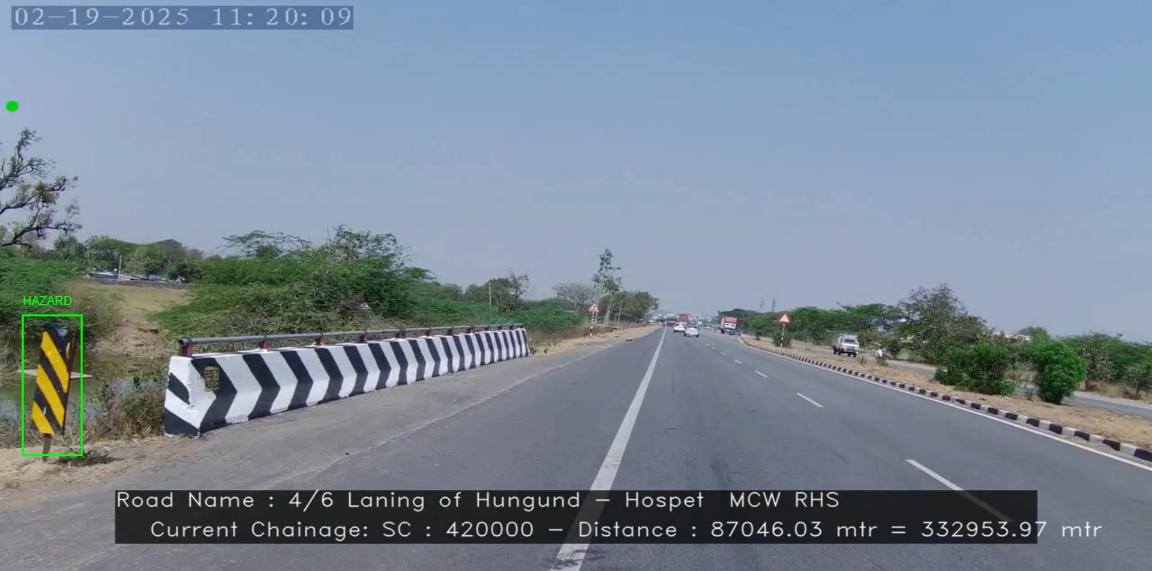 02-19-2025 11:20:09
HAZARD
Road Name : 4/6 Laning of Hungund - Hospet MCW RHS
Current Chainage: SC : 420000 - Distance : 87046.03 mtr = 332953.97 mtr